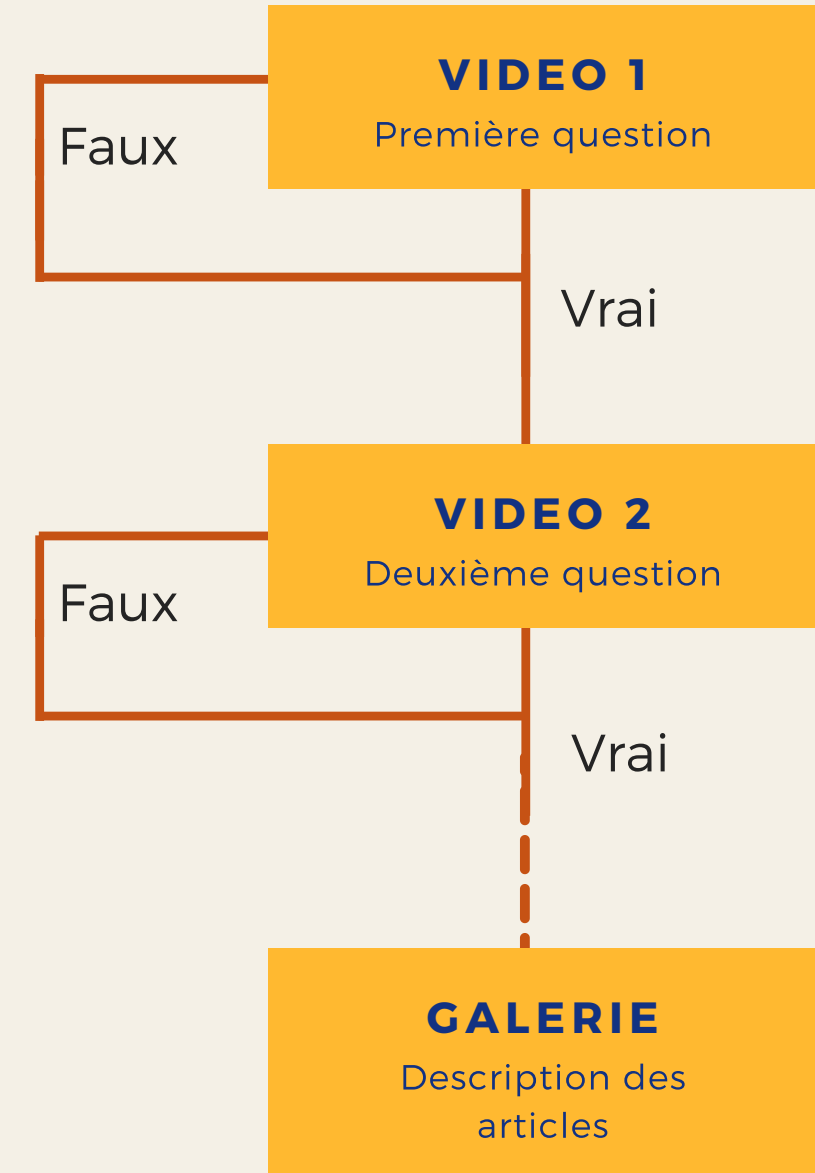 VIDEO 1
Première question
Faux
Vrai
VIDEO 2
Deuxième question
Faux
Vrai
GALERIE
Description des
articles